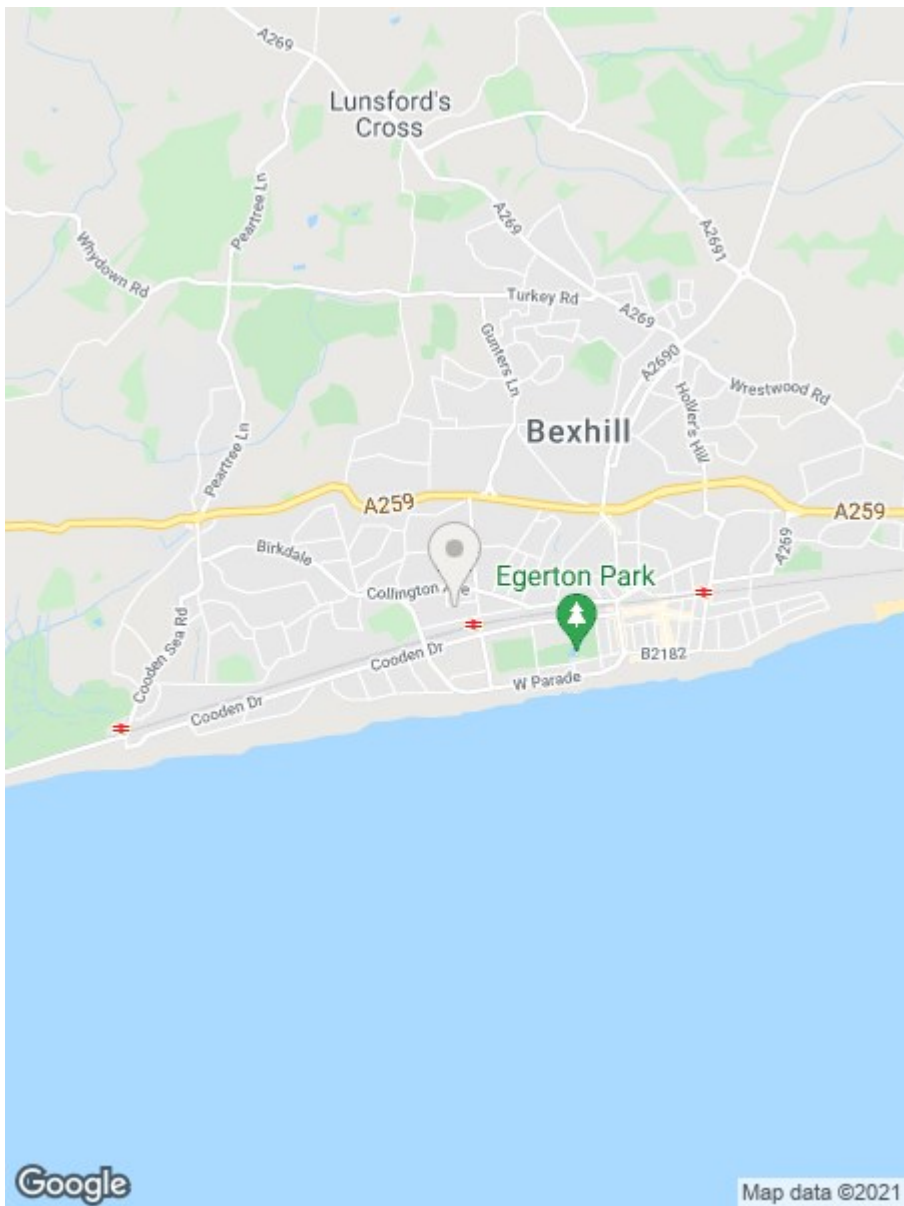 A269
Lunsford's
Cross
Peartree Ln
Whydown Rd
A269
A2691
Turkey Rd
A269
Gunters Ln
A2690
Wrestwood Rd
Holliers Hill
Bexhill
Peartree Ln
A259
A259
A269
Birkdale
Collington Ave
Egerton Park
Cooden Sea Rd
Cooden Dr
B2182
W Parade
Cooden Dr
Google
Map data ©2021